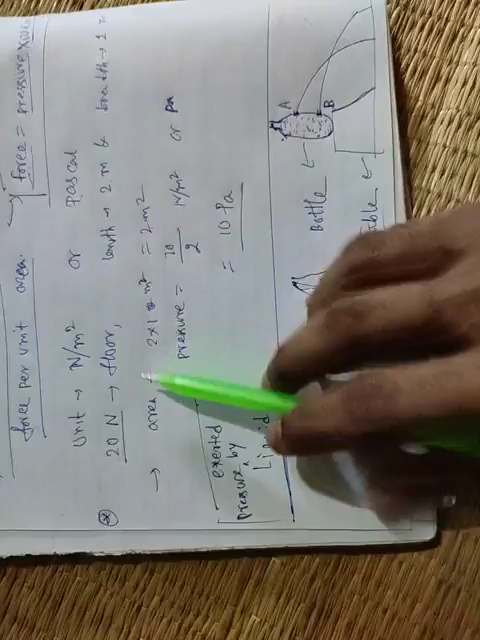 force per unit area. → force = pressure
Unit → N/m² or Pascal
20 N → floor, length → 2 m & breath → 1
→ area 2×1 m² = 2m²
pressure = 20/2 N/m² or Pa
= 10 Pa
pressure exerted by Liquid
A
B
Bottle ←
←